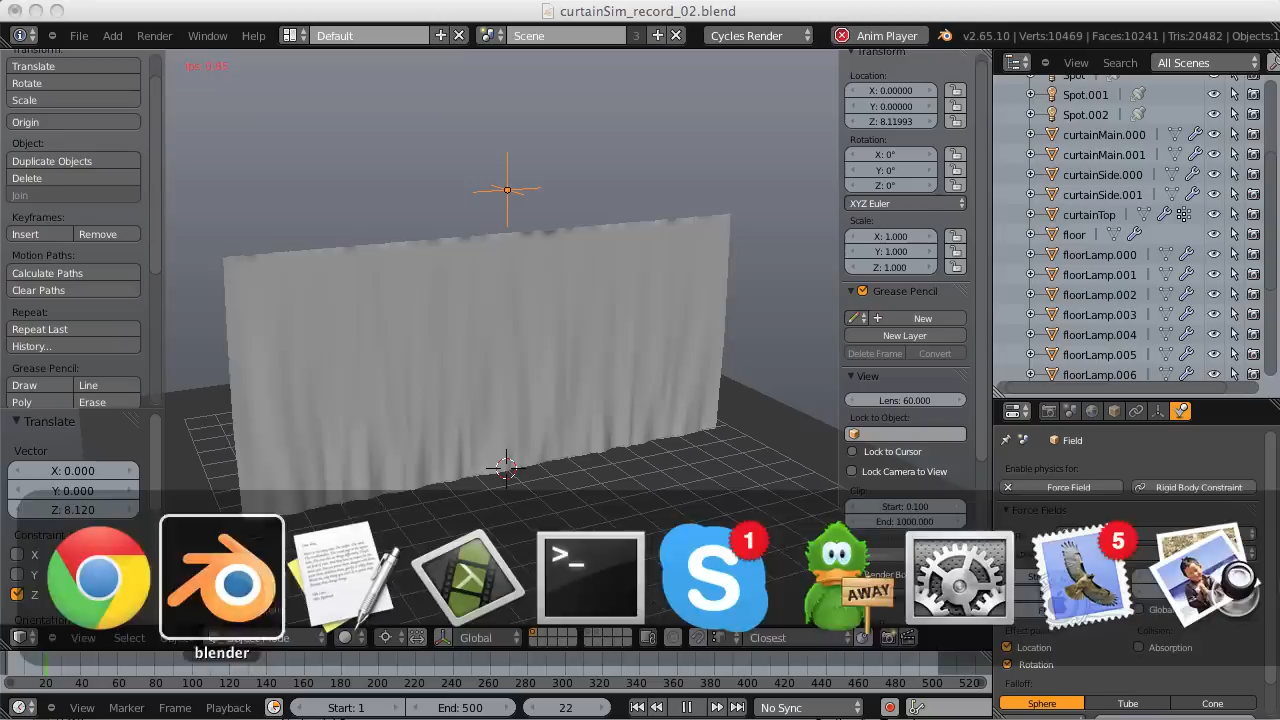 curtainSim_record_02.blend
File Add Render Window Help Default Scene 3 Cycles Render Anim Player v2.65.10 | Verts:10469 | Faces:10241 | Tris:20482 | Objects:1
Translate
Rotate
Scale
Origin
Object:
Duplicate Objects
Delete
Join
Keyframes:
Insert Remove
Motion Paths:
Calculate Paths
Clear Paths
Repeat:
Repeat Last
History...
Grease Pencil:
Draw Line
Poly Erase
Translate
Vector
X: 0.000
Y: 0.000
Z: 8.120
X
Y
Z
Transform
Location:
X: 0.00000
Y: 0.00000
Z: 8.11993
Rotation:
X: 0°
Y: 0°
Z: 0°
XYZ Euler
Scale:
X: 1.000
Y: 1.000
Z: 1.000
Grease Pencil
New
New Layer
Delete Frame Convert
View
Lens: 60.000
Lock to Object:
Lock to Cursor
Lock Camera to View
Clip:
Start: 0.100
End: 1000.000
View Search All Scenes
Spot
Spot.001
Spot.002
curtainMain.000
curtainMain.001
curtainSide.000
curtainSide.001
curtainTop
floor
floorLamp.000
floorLamp.001
floorLamp.002
floorLamp.003
floorLamp.004
floorLamp.005
floorLamp.006
Field
Enable physics for:
Force Field Rigid Body Constraint
Force Fields
Location Absorption
Rotation
Falloff:
Sphere Tube Cone
1
AWAY
5
blender
View Select Global Closest
20 40 60 80 100 120 140 160 180 200 220 240 260 280 300 320 340 360 380 400 420 440 460 480 500 520
View Marker Frame Playback Start: 1 End: 500 22 No Sync